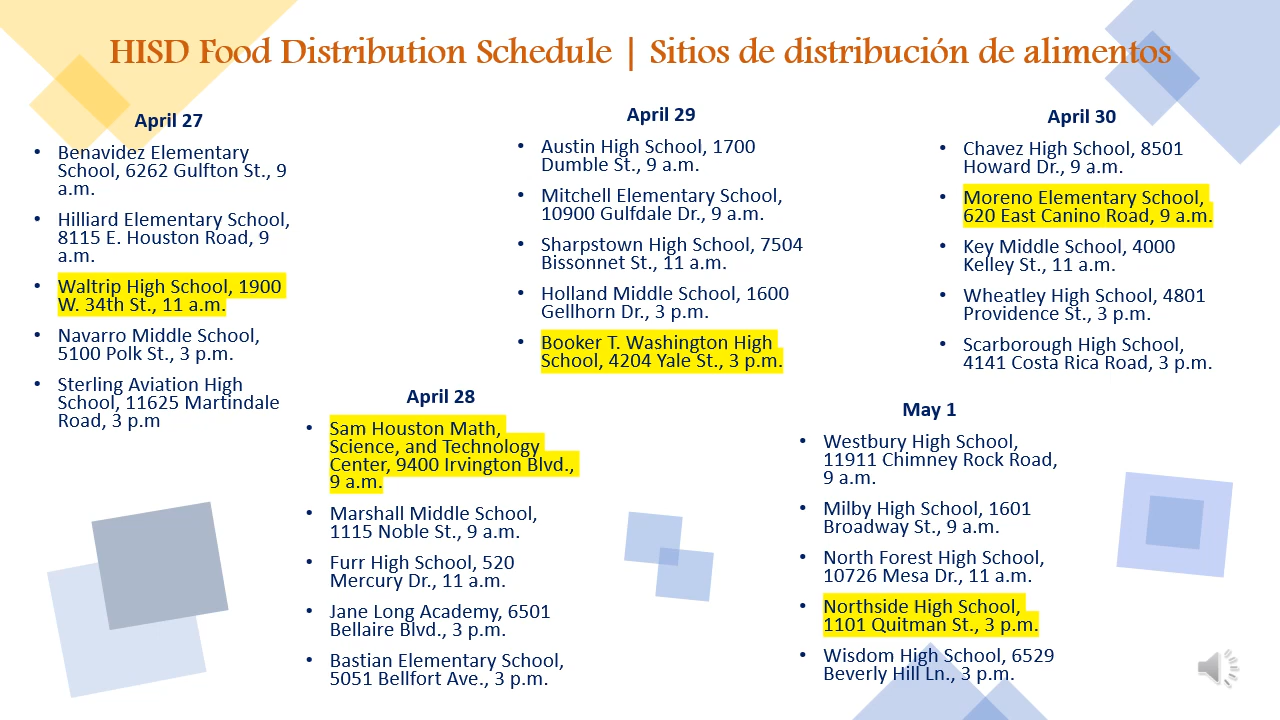 HISD Food Distribution Schedule | Sitios de distribución de alimentos
April 27
• Benavidez Elementary
School, 6262 Gulfton St., 9
a.m.
• Hilliard Elementary School,
8115 E. Houston Road, 9
a.m.
• Waltrip High School, 1900
W. 34th St., 11 a.m.
• Navarro Middle School,
5100 Polk St., 3 p.m.
• Sterling Aviation High
School, 11625 Martindale
Road, 3 p.m
April 28
• Sam Houston Math,
Science, and Technology
Center, 9400 Irvington Blvd.,
9 a.m.
• Marshall Middle School,
1115 Noble St., 9 a.m.
• Furr High School, 520
Mercury Dr., 11 a.m.
• Jane Long Academy, 6501
Bellaire Blvd., 3 p.m.
• Bastian Elementary School,
5051 Bellfort Ave., 3 p.m.
April 29
• Austin High School, 1700
Dumble St., 9 a.m.
• Mitchell Elementary School,
10900 Gulfdale Dr., 9 a.m.
• Sharpstown High School, 7504
Bissonnet St., 11 a.m.
• Holland Middle School, 1600
Gellhorn Dr., 3 p.m.
• Booker T. Washington High
School, 4204 Yale St., 3 p.m.
April 30
• Chavez High School, 8501
Howard Dr., 9 a.m.
• Moreno Elementary School,
620 East Canino Road, 9 a.m.
• Key Middle School, 4000
Kelley St., 11 a.m.
• Wheatley High School, 4801
Providence St., 3 p.m.
• Scarborough High School,
4141 Costa Rica Road, 3 p.m.
May 1
• Westbury High School,
11911 Chimney Rock Road,
9 a.m.
• Milby High School, 1601
Broadway St., 9 a.m.
• North Forest High School,
10726 Mesa Dr., 11 a.m.
• Northside High School,
1101 Quitman St., 3 p.m.
• Wisdom High School, 6529
Beverly Hill Ln., 3 p.m.